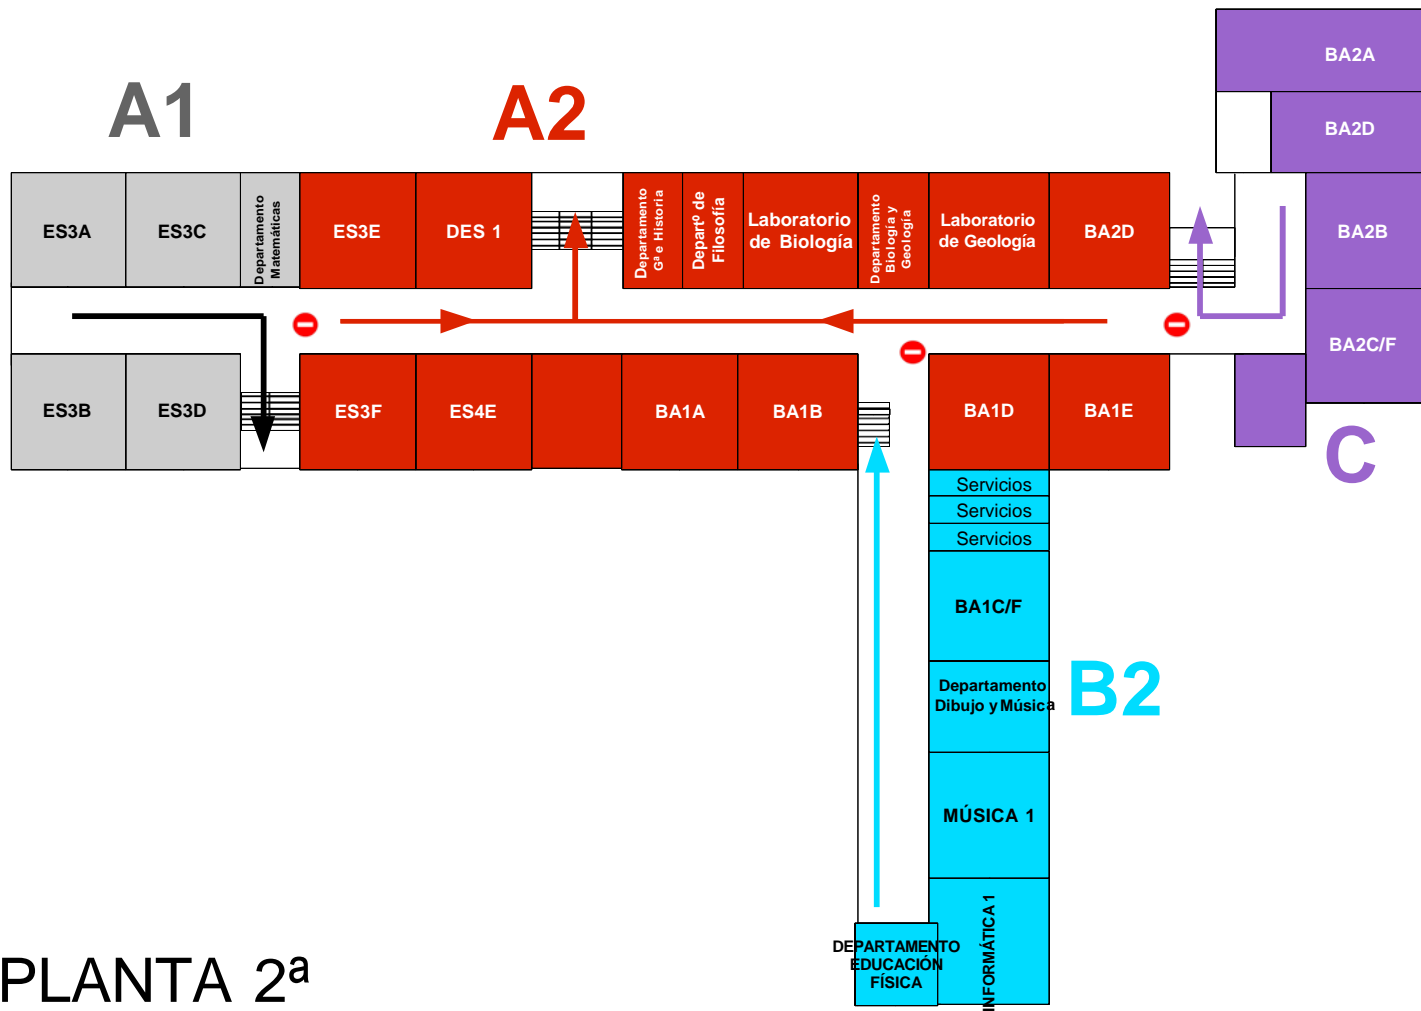 A1
A2
BA2A
BA2D
ES3A
ES3C
Departamento
Matemáticas
ES3E
DES 1
Departamento
Gª e Historia
Departº de
Filosofía
Laboratorio
de Biología
Departamento
Biología y
Geología
Laboratorio
de Geología
BA2D
BA2B
BA2C/F
ES3B
ES3D
ES3F
ES4E
BA1A
BA1B
BA1D
BA1E
C
Servicios
Servicios
Servicios
BA1C/F
Departamento
Dibujo y Música
B2
MÚSICA 1
INFORMÁTICA 1
DEPARTAMENTO
EDUCACIÓN
FÍSICA
PLANTA 2ª